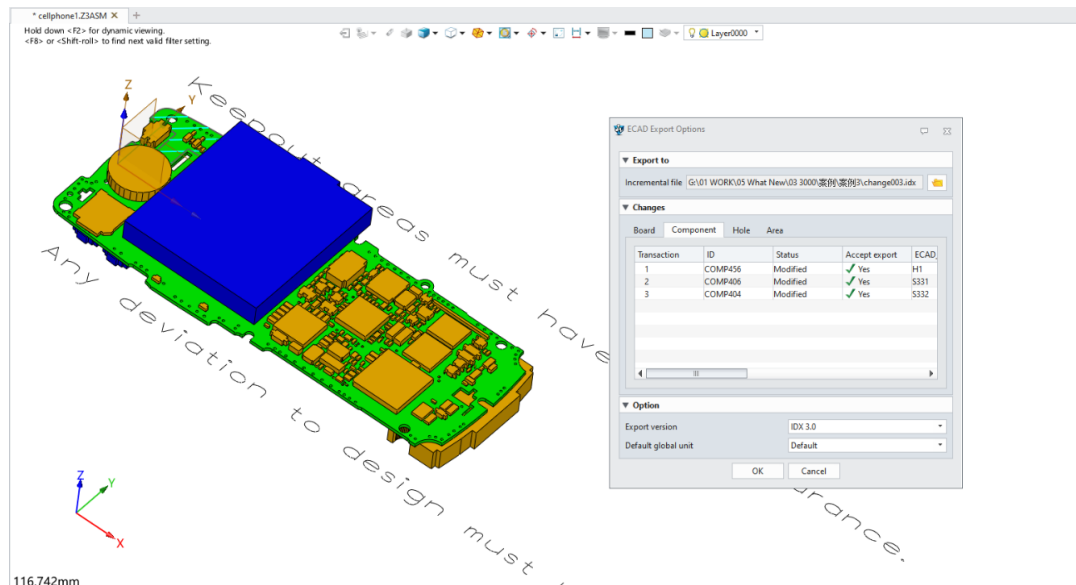 * cellphone1.Z3ASM
Hold down <F2> for dynamic viewing.
<F8> or <Shift-roll> to find next valid filter setting.
Layer0000
Z
Y
Keepout areas must have
Any deviation to design must
urance.
Z
Y
X
116.742mm
ECAD Export Options
Export to
Incremental file G:\01 WORK\05 What New\03 3000\案例\案例3\change003.idx
Changes
Board Component Hole Area
Transaction ID Status Accept export ECAD_
1 COMP456 Modified Yes H1
2 COMP406 Modified Yes S331
3 COMP404 Modified Yes S332
Option
Export version IDX 3.0
Default global unit Default
OK Cancel